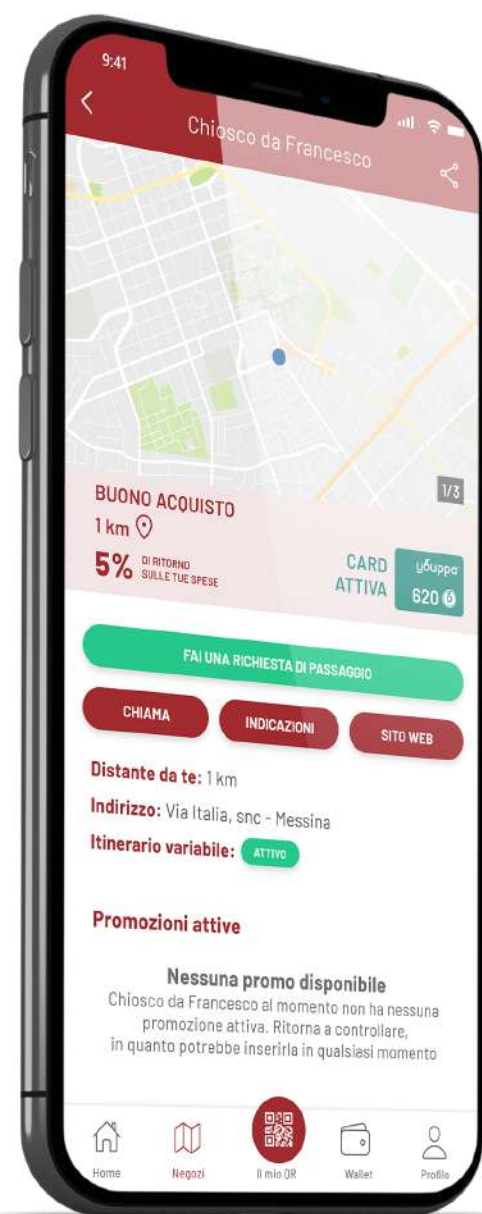 9:41
Chiosco da Francesco
1/3
BUONO ACQUISTO
1 km
5% DI RITORNO
SULLE TUE SPESE
CARD
ATTIVA
youppa
620
FAI UNA RICHIESTA DI PASSAGGIO
CHIAMA
INDICAZIONI
SITO WEB
Distante da te: 1 km
Indirizzo: Via Italia, snc - Messina
Itinerario variabile: ATTIVO
Promozioni attive
Nessuna promo disponibile
Chiosco da Francesco al momento non ha nessuna
promozione attiva. Ritorna a controllare,
in quanto potrebbe inserirla in qualsiasi momento
Home
Negozi
Il mio QR
Wallet
Profilo